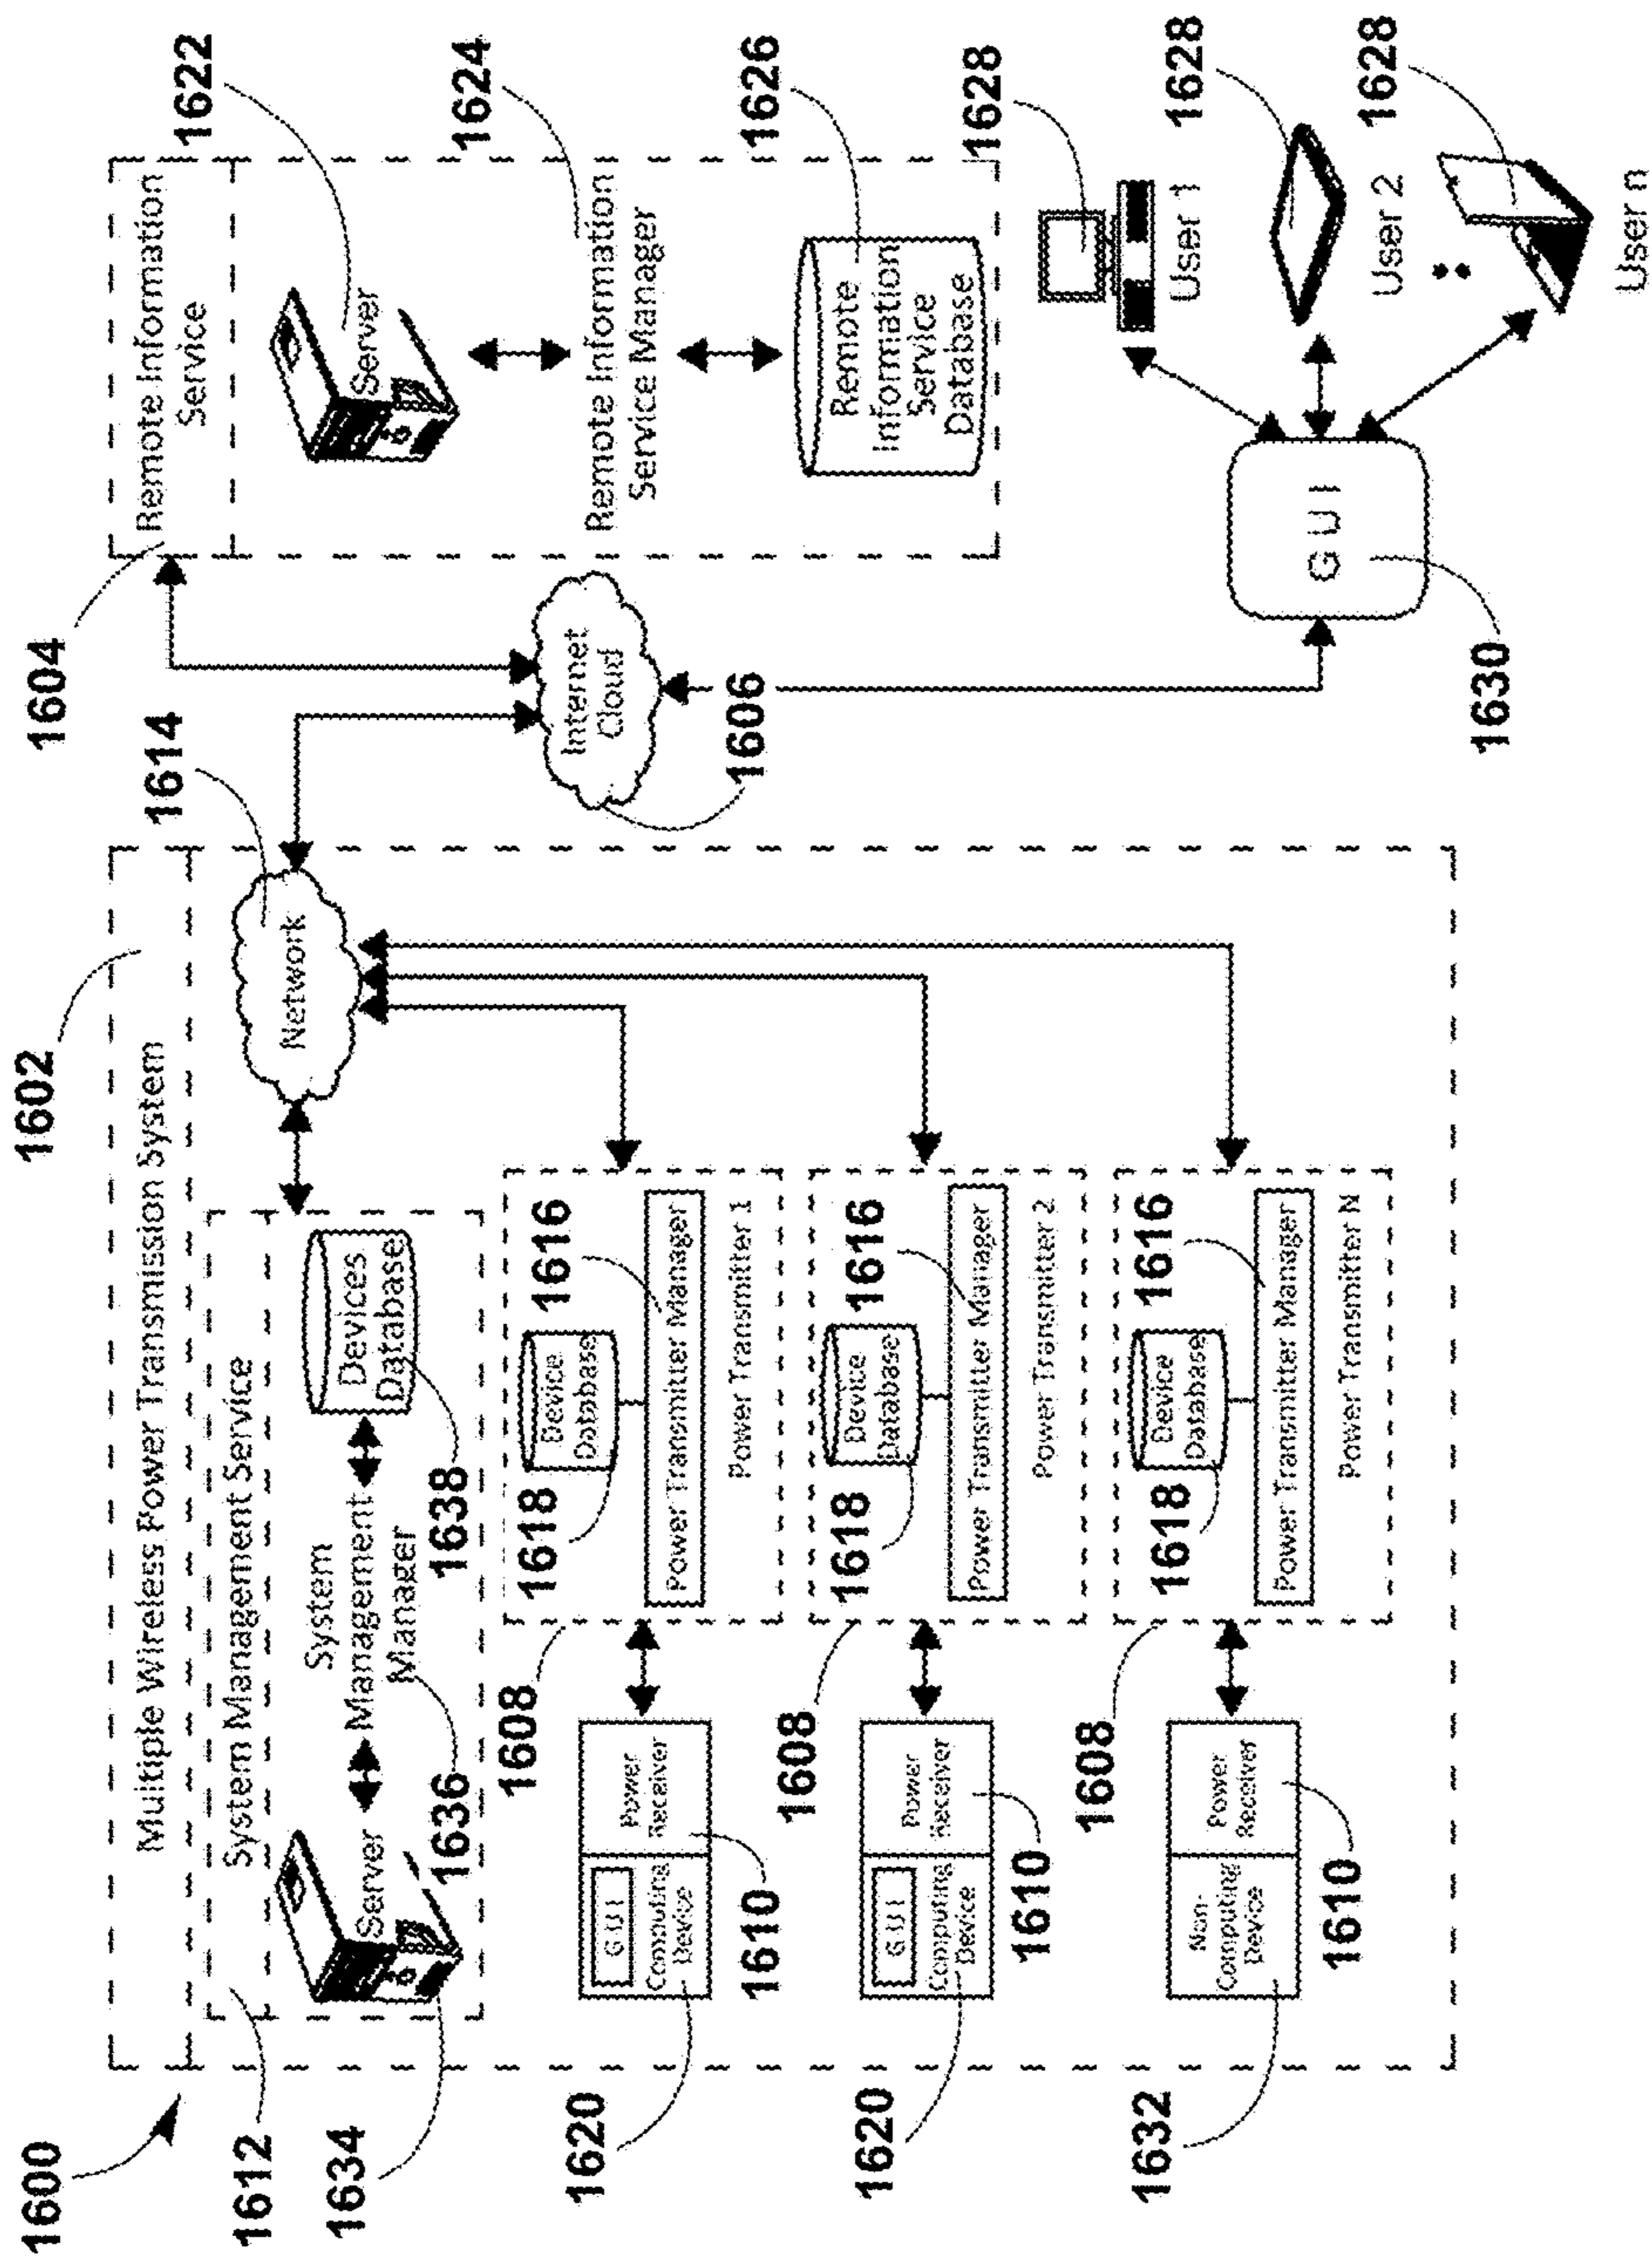 1600
1602
1604
1614
1622
Multiple Wireless Power Transmission System
Remote Information
Service
1612
System Management Service
1634
Server
System
Management
Manager
1636
Devices
Database
1638
Network
Internet
Cloud
1606
Server
1624
Remote Information
Service Manager
1626
Remote
Information
Service
Database
1620
GUI
Computing
Device
Power
Receiver
1610
1608
1618
Device
Database
1616
Power Transmitter Manager
Power Transmitter 1
1620
GUI
Computing
Device
Power
Receiver
1610
1608
1618
Device
Database
1616
Power Transmitter Manager
Power Transmitter 2
1632
Non-
Computing
Device
Power
Receiver
1610
1608
1618
Device
Database
1616
Power Transmitter Manager
Power Transmitter N
GUI
1630
1628
User 1
1628
User 2
1628
User n